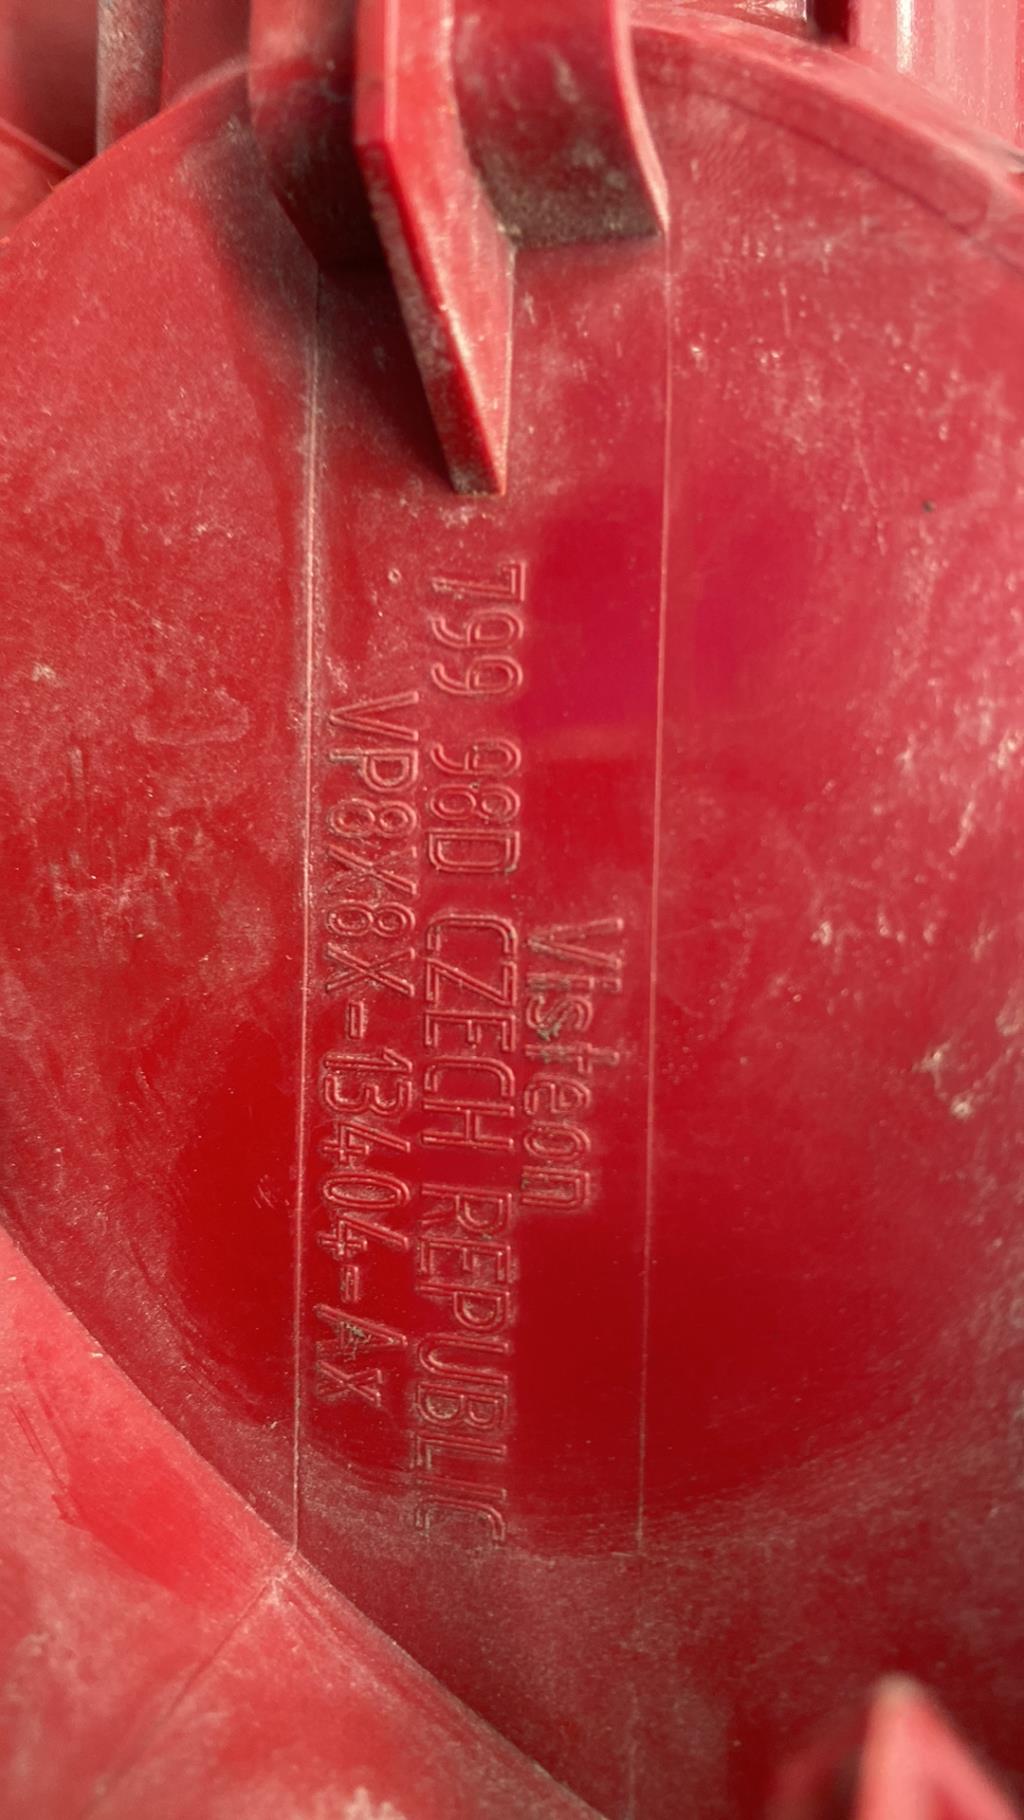 Visteon
799 98D CZECH REPUBLIC
VP8X8X-13404-AX